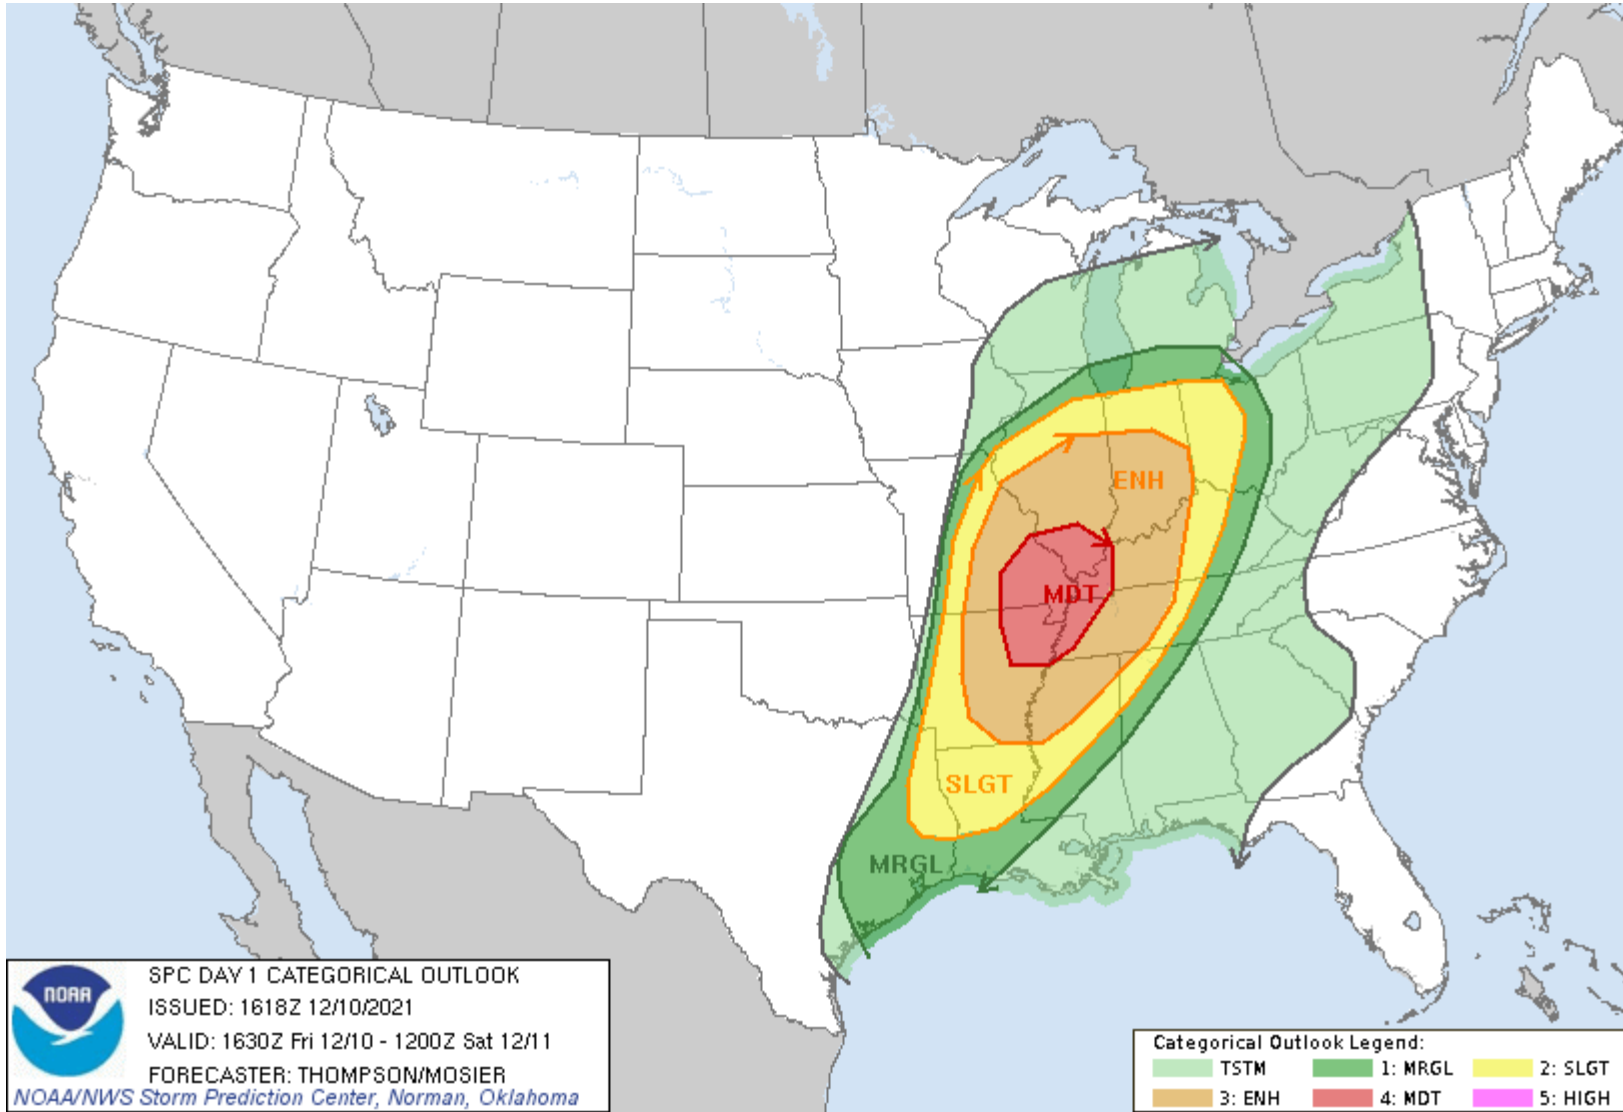 ENH
MDT
SLGT
MRGL
NOAA
SPC DAY 1 CATEGORICAL OUTLOOK
ISSUED: 1618Z 12/10/2021
VALID: 1630Z Fri 12/10 - 1200Z Sat 12/11
FORECASTER: THOMPSON/MOSIER
NOAA/NWS Storm Prediction Center, Norman, Oklahoma
Categorical Outlook Legend:
TSTM 1: MRGL 2: SLGT
3: ENH 4: MDT 5: HIGH